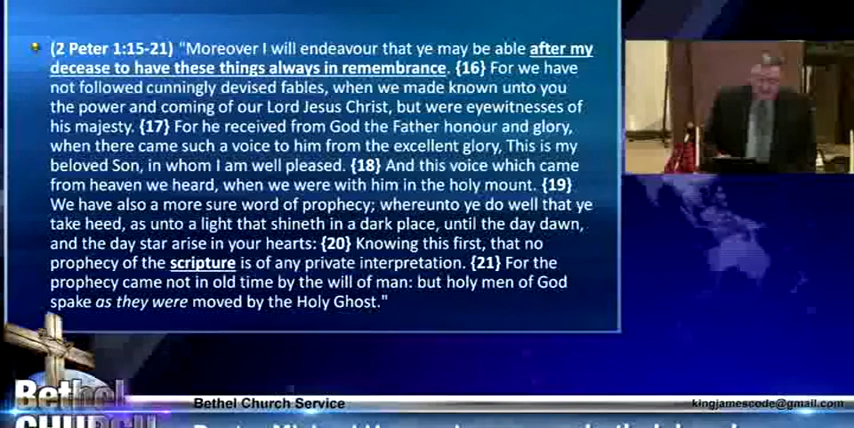 (2 Peter 1:15-21) "Moreover I will endeavour that ye may be able after my
decease to have these things always in remembrance. {16} For we have
not followed cunningly devised fables, when we made known unto you
the power and coming of our Lord Jesus Christ, but were eyewitnesses of
his majesty. {17} For he received from God the Father honour and glory,
when there came such a voice to him from the excellent glory, This is my
beloved Son, in whom I am well pleased. {18} And this voice which came
from heaven we heard, when we were with him in the holy mount. {19}
We have also a more sure word of prophecy; whereunto ye do well that ye
take heed, as unto a light that shineth in a dark place, until the day dawn,
and the day star arise in your hearts: {20} Knowing this first, that no
prophecy of the scripture is of any private interpretation. {21} For the
prophecy came not in old time by the will of man: but holy men of God
spake as they were moved by the Holy Ghost."
Bethel
CHURCH
Bethel Church Service
kingjamescode@gmail.com